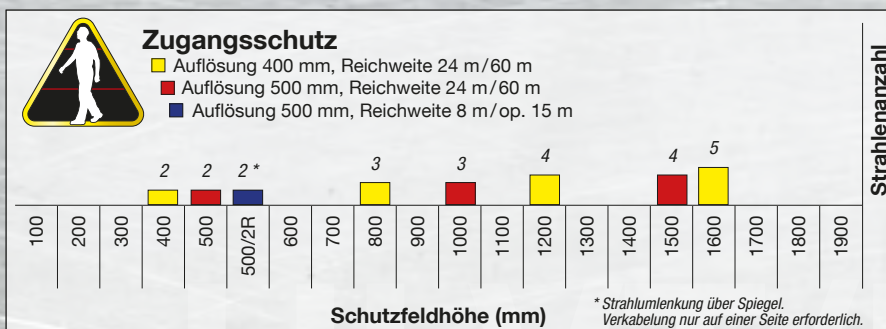 Zugangsschutz
Auflösung 400 mm, Reichweite 24 m/60 m
Auflösung 500 mm, Reichweite 24 m/60 m
Auflösung 500 mm, Reichweite 8 m/op. 15 m
Strahlenanzahl
2 2 2* 3 3 4 4 5
100 200 300 400 500 500/2R 600 700 800 900 1000 1100 1200 1300 1400 1500 1600 1700 1800 1900
Schutzfeldhöhe (mm)
* Strahlumlenkung über Spiegel.
Verkabelung nur auf einer Seite erforderlich.